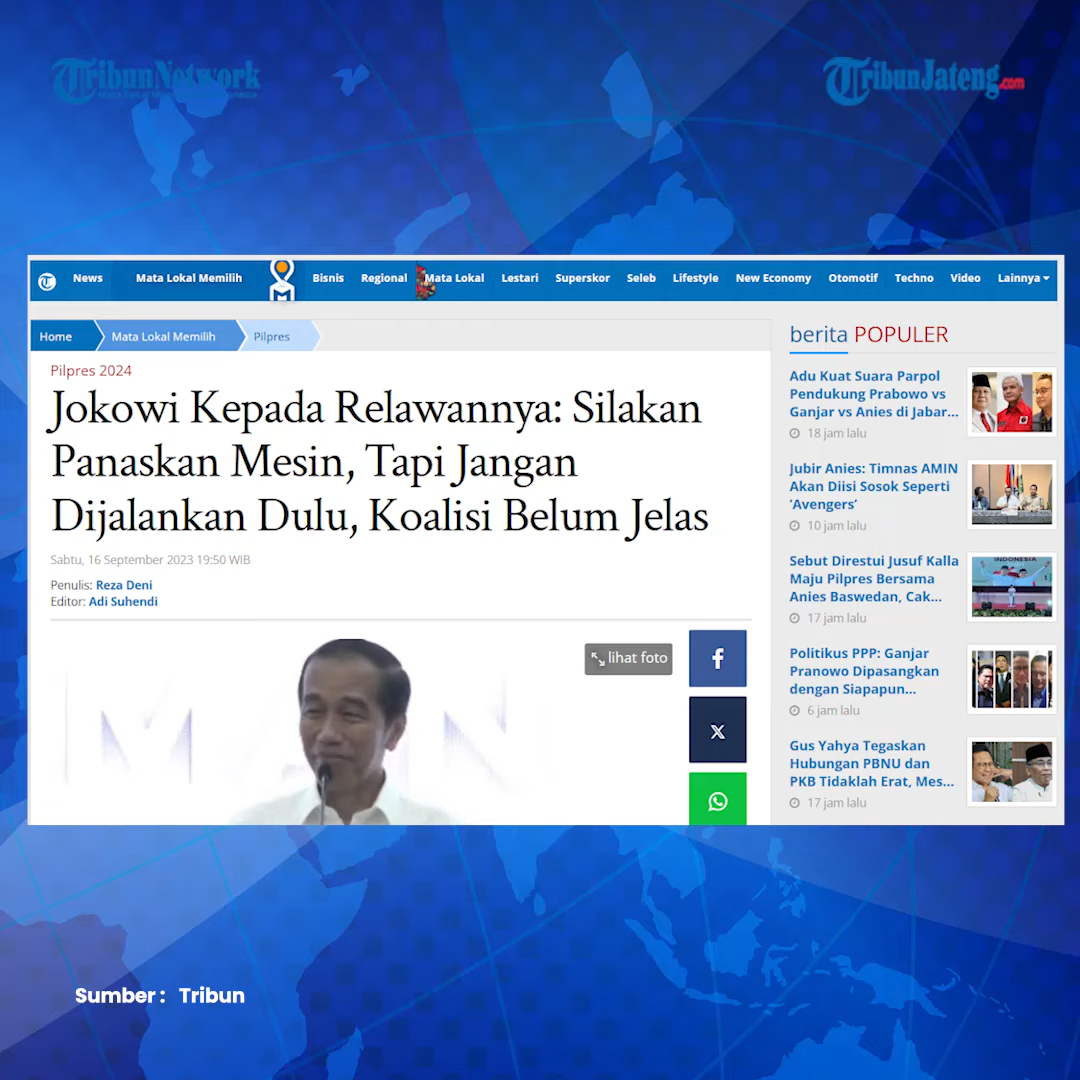 TribunNetwork
TribunJateng.com
News
Mata Lokal Memilih
Bisnis
Regional
Mata Lokal
Lestari
Superskor
Seleb
Lifestyle
New Economy
Otomotif
Techno
Video
Lainnya
Home
Mata Lokal Memilih
Pilpres
Pilpres 2024
Jokowi Kepada Relawannya: Silakan
Panaskan Mesin, Tapi Jangan
Dijalankan Dulu, Koalisi Belum Jelas
Sabtu, 16 September 2023 19:50 WIB
Penulis: Reza Deni
Editor: Adi Suhendi
lihat foto
berita POPULER
Adu Kuat Suara Parpol
Pendukung Prabowo vs
Ganjar vs Anies di Jabar...
18 jam lalu
Jubir Anies: Timnas AMIN
Akan Diisi Sosok Seperti
‘Avengers’
10 jam lalu
Sebut Direstui Jusuf Kalla
Maju Pilpres Bersama
Anies Baswedan, Cak...
17 jam lalu
INDONESIA
Politikus PPP: Ganjar
Pranowo Dipasangkan
dengan Siapapun...
6 jam lalu
Gus Yahya Tegaskan
Hubungan PBNU dan
PKB Tidaklah Erat, Mes...
17 jam lalu
Sumber : Tribun